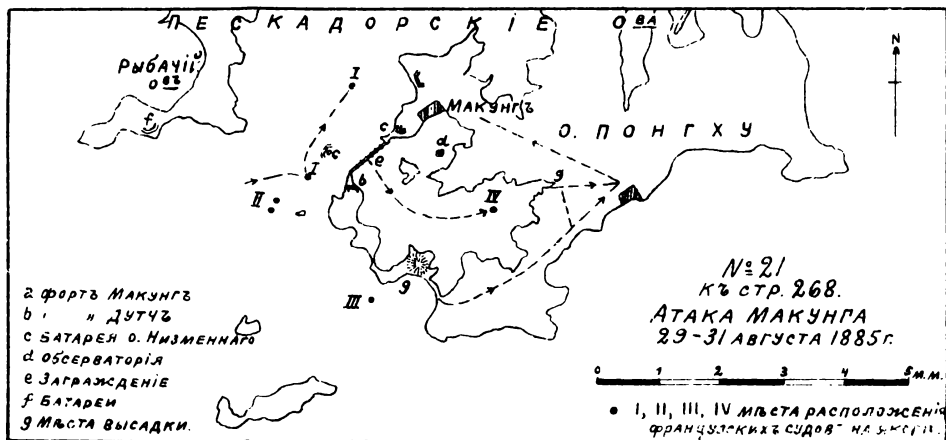 ПЕСКАДОРСКІЕ О ВА
РЫБАЧІЙ
О ВЪ
f
I
c
МАКУНГЪ
О. ПОНГХУ
N
d
c
I
e
b
II
IV
g
g
III
а ФОРТЪ МАКУНГЪ
b " " ДУТЧЪ
c БАТАРЕЯ О. НИЗМЕННАГО
d ОБСЕРВАТОРІЯ
e ЗАГРАЖДЕНІЕ
f БАТАРЕИ
g МѢСТА ВЫСАДКИ.
№ 21
КЪ СТР. 268.
АТАКА МАКУНГА
29-31 АВГУСТА 1885 г.
0 1 2 3 4 5 М.М.
● I, II, III, IV МѢСТА РАСПОЛОЖЕНІЯ
ФРАНЦУЗСКИХЪ СУДОВЪ НА ЯКОРѢ.